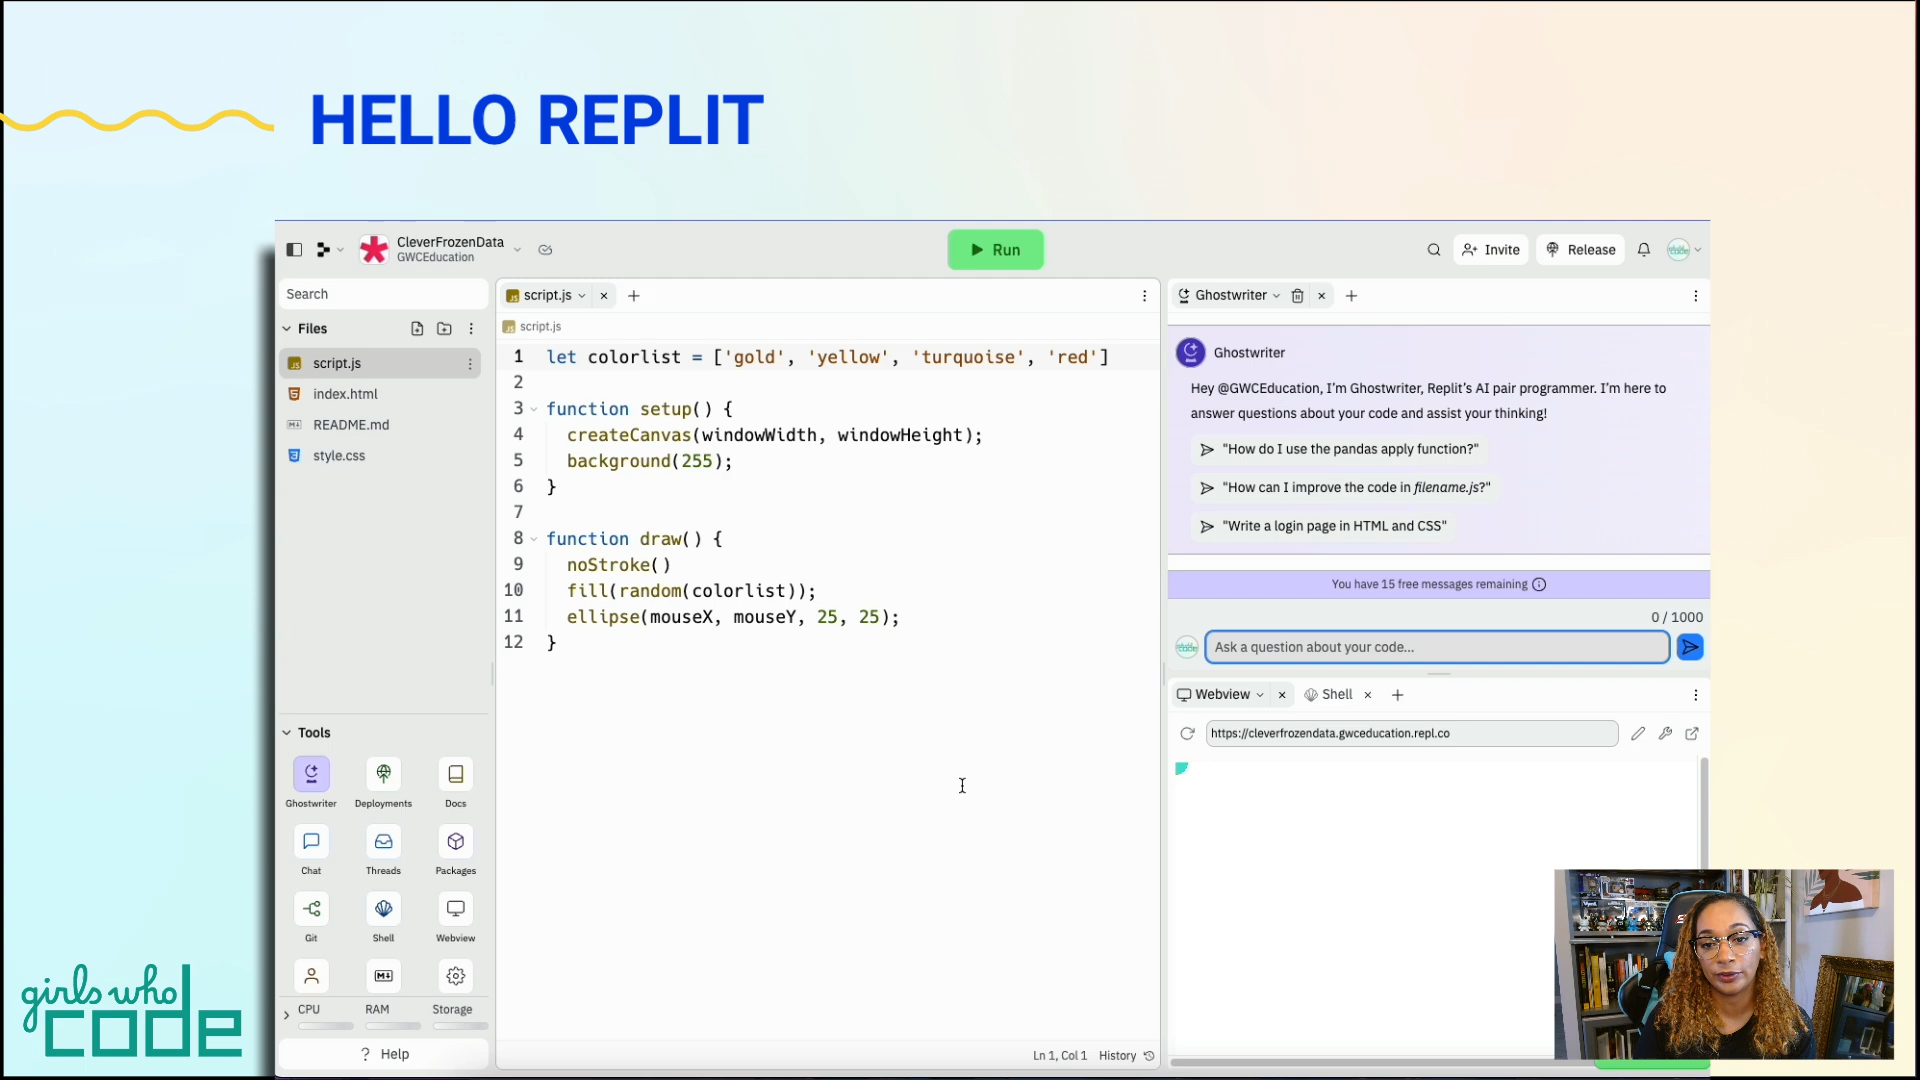 HELLO REPLIT
CleverFrozenData
GWCEducation
Run
Invite
Release
Search
Files
script.js
index.html
README.md
style.css
Tools
Ghostwriter
Deployments
Docs
Chat
Threads
Packages
Git
Shell
Webview
CPU
RAM
Storage
? Help
script.js
script.js
1 let colorlist = ['gold', 'yellow', 'turquoise', 'red']
2
3 function setup() {
4 createCanvas(windowWidth, windowHeight);
5 background(255);
6 }
7
8 function draw() {
9 noStroke()
10 fill(random(colorlist));
11 ellipse(mouseX, mouseY, 25, 25);
12 }
Ln 1, Col 1 History
Ghostwriter
Ghostwriter
Hey @GWCEducation, I'm Ghostwriter, Replit's AI pair programmer. I'm here to
answer questions about your code and assist your thinking!
"How do I use the pandas apply function?"
"How can I improve the code in filename.js?"
"Write a login page in HTML and CSS"
You have 15 free messages remaining
0 / 1000
Ask a question about your code...
Webview
Shell
https://cleverfrozendata.gwceducation.repl.co
girls who
code